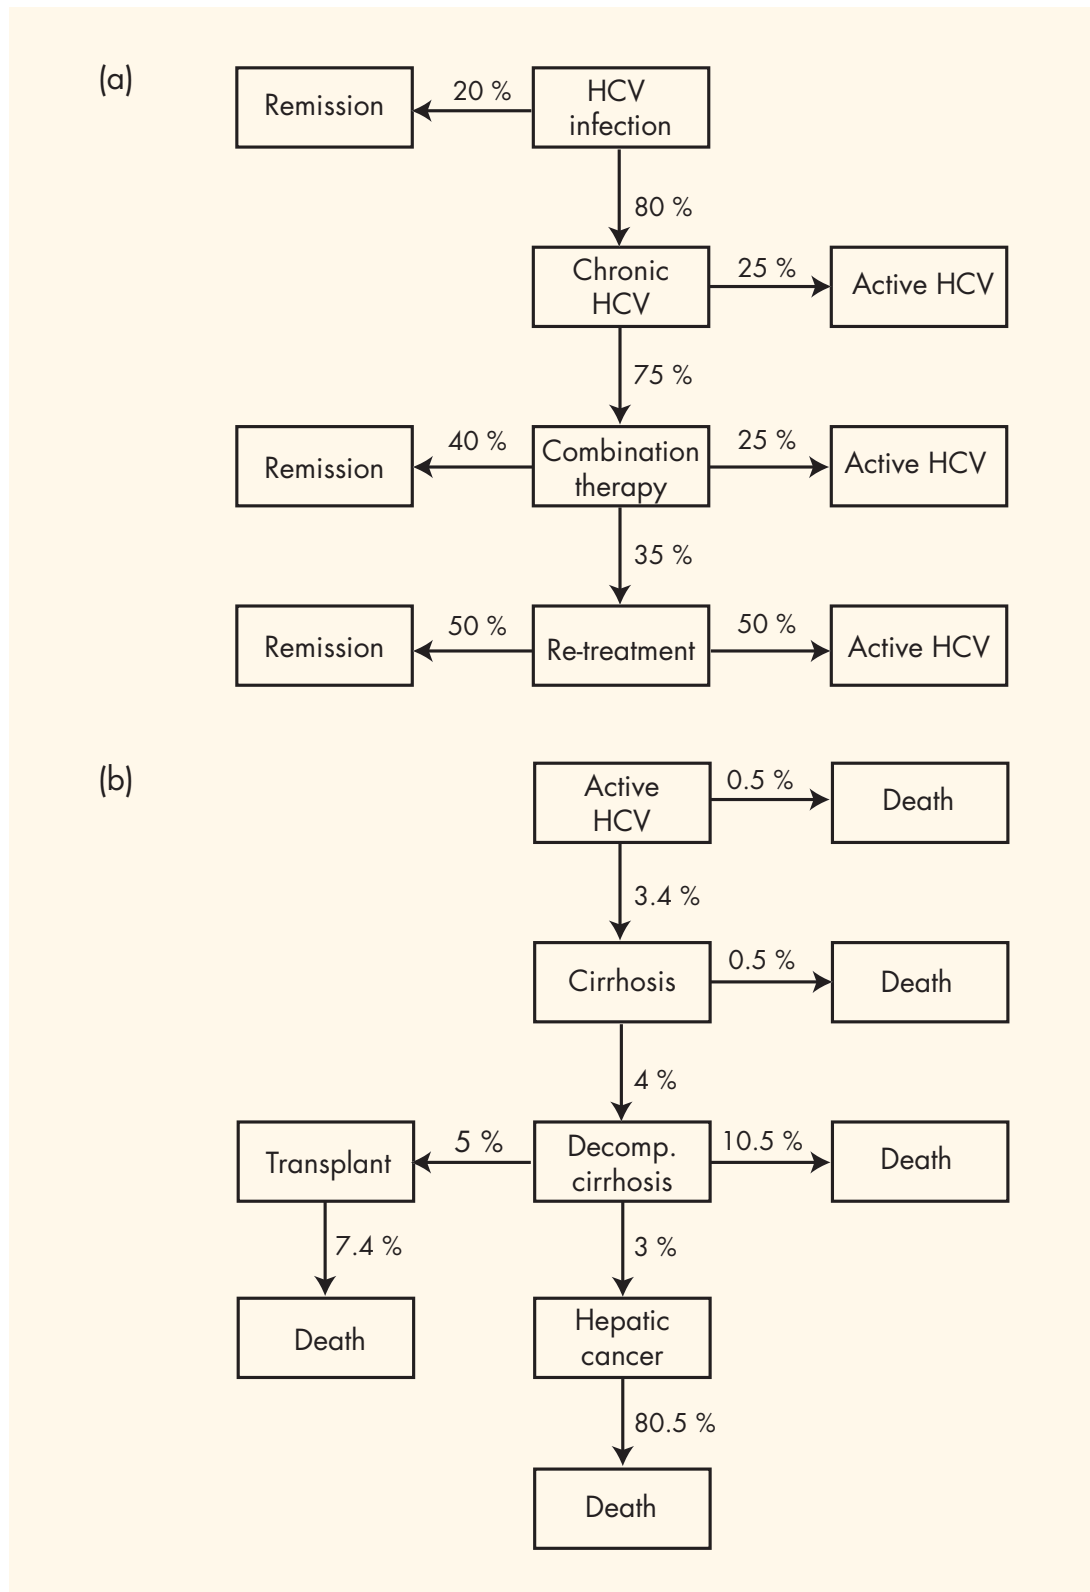 (a)
Remission
20 %
HCV
infection
80 %
Chronic
HCV
25 %
Active HCV
75 %
Remission
40 %
Combination
therapy
25 %
Active HCV
35 %
Remission
50 %
Re-treatment
50 %
Active HCV
(b)
Active
HCV
0.5 %
Death
3.4 %
Cirrhosis
0.5 %
Death
4 %
Transplant
5 %
Decomp.
cirrhosis
10.5 %
Death
7.4 %
3 %
Death
Hepatic
cancer
80.5 %
Death